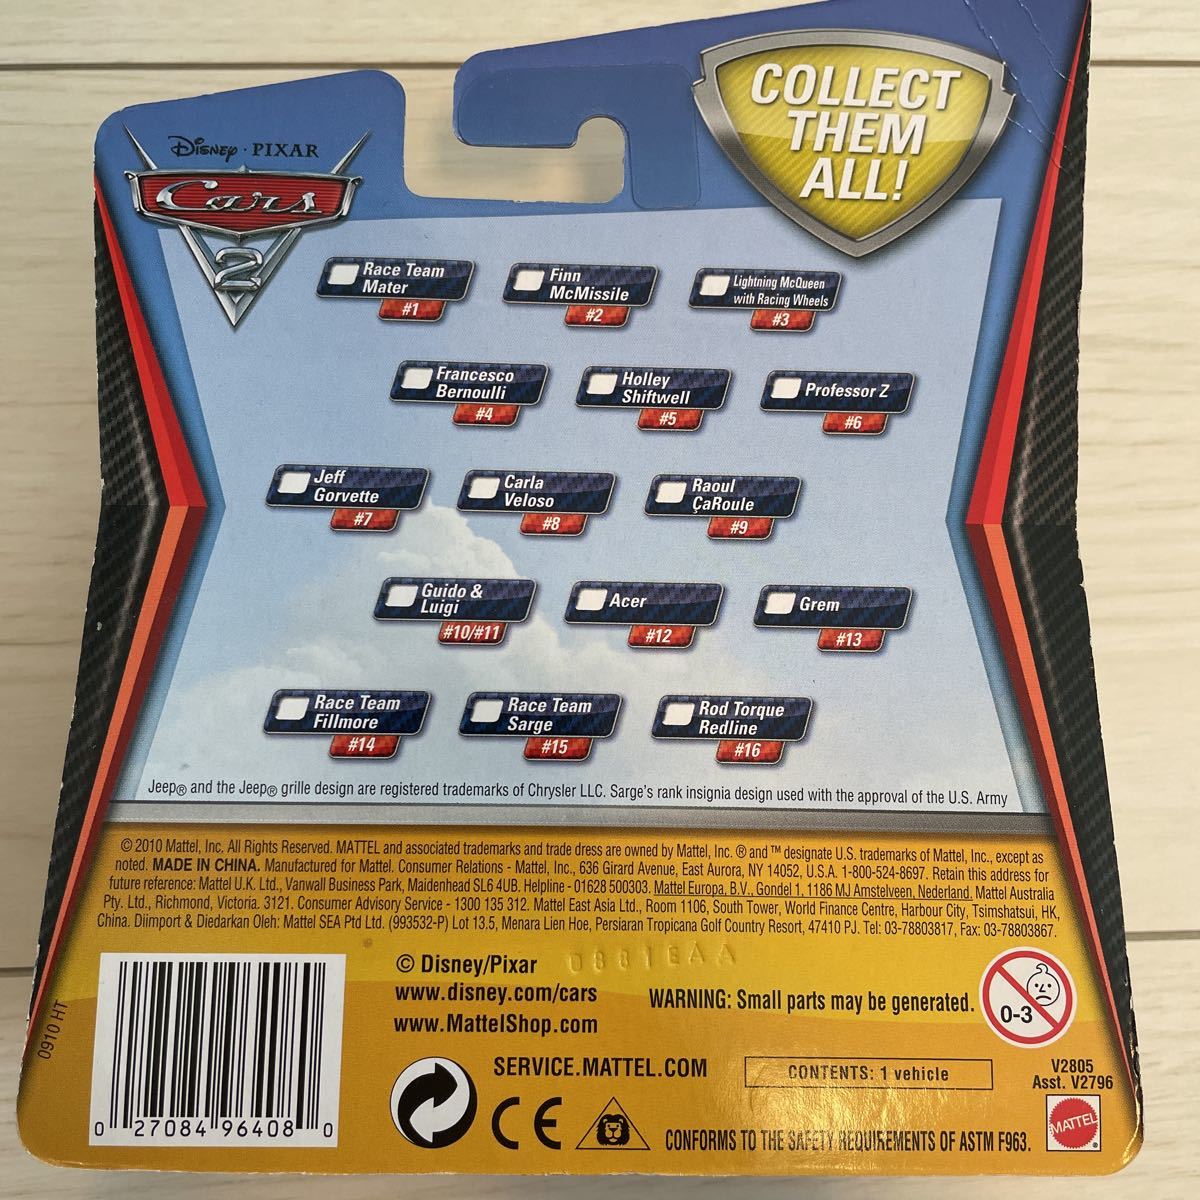 Disney · PIXAR
Cars
2
COLLECT
THEM
ALL!
Race Team
Mater
#1
Finn
McMissile
#2
Lightning McQueen
with Racing Wheels
#3
Francesco
Bernoulli
#4
Holley
Shiftwell
#5
Professor Z
#6
Jeff
Gorvette
#7
Carla
Veloso
#8
Raoul
ÇaRoule
#9
Guido &
Luigi
#10/#11
Acer
#12
Grem
#13
Race Team
Fillmore
#14
Race Team
Sarge
#15
Rod Torque
Redline
#16
Jeep® and the Jeep® grille design are registered trademarks of Chrysler LLC. Sarge's rank insignia design used with the approval of the U.S. Army
© 2010 Mattel, Inc. All Rights Reserved. MATTEL and associated trademarks and trade dress are owned by Mattel, Inc. ® and ™ designate U.S. trademarks of Mattel, Inc., except as
noted. MADE IN CHINA. Manufactured for Mattel. Consumer Relations - Mattel, Inc., 636 Girard Avenue, East Aurora, NY 14052, U.S.A. 1-800-524-8697. Retain this address for
future reference: Mattel U.K. Ltd., Vanwall Business Park, Maidenhead SL6 4UB. Helpline - 01628 500303. Mattel Europa, B.V., Gondel 1, 1186 MJ Amstelveen, Nederland. Mattel Australia
Pty. Ltd., Richmond, Victoria. 3121. Consumer Advisory Service - 1300 135 312. Mattel East Asia Ltd., Room 1106, South Tower, World Finance Centre, Harbour City, Tsimshatsui, HK,
China. Diimport & Diedarkan Oleh: Mattel SEA Ptd Ltd. (993532-P) Lot 13.5, Menara Lien Hoe, Persiaran Tropicana Golf Country Resort, 47410 PJ. Tel: 03-78803817, Fax: 03-78803867.
0881EAA
© Disney/Pixar
www.disney.com/cars
www.MattelShop.com
WARNING: Small parts may be generated.
0-3
0910 HT
0 27084 96408 0
SERVICE.MATTEL.COM
CONTENTS: 1 vehicle
V2805
Asst. V2796
CE
CONFORMS TO THE SAFETY REQUIREMENTS OF ASTM F963.
MATTEL